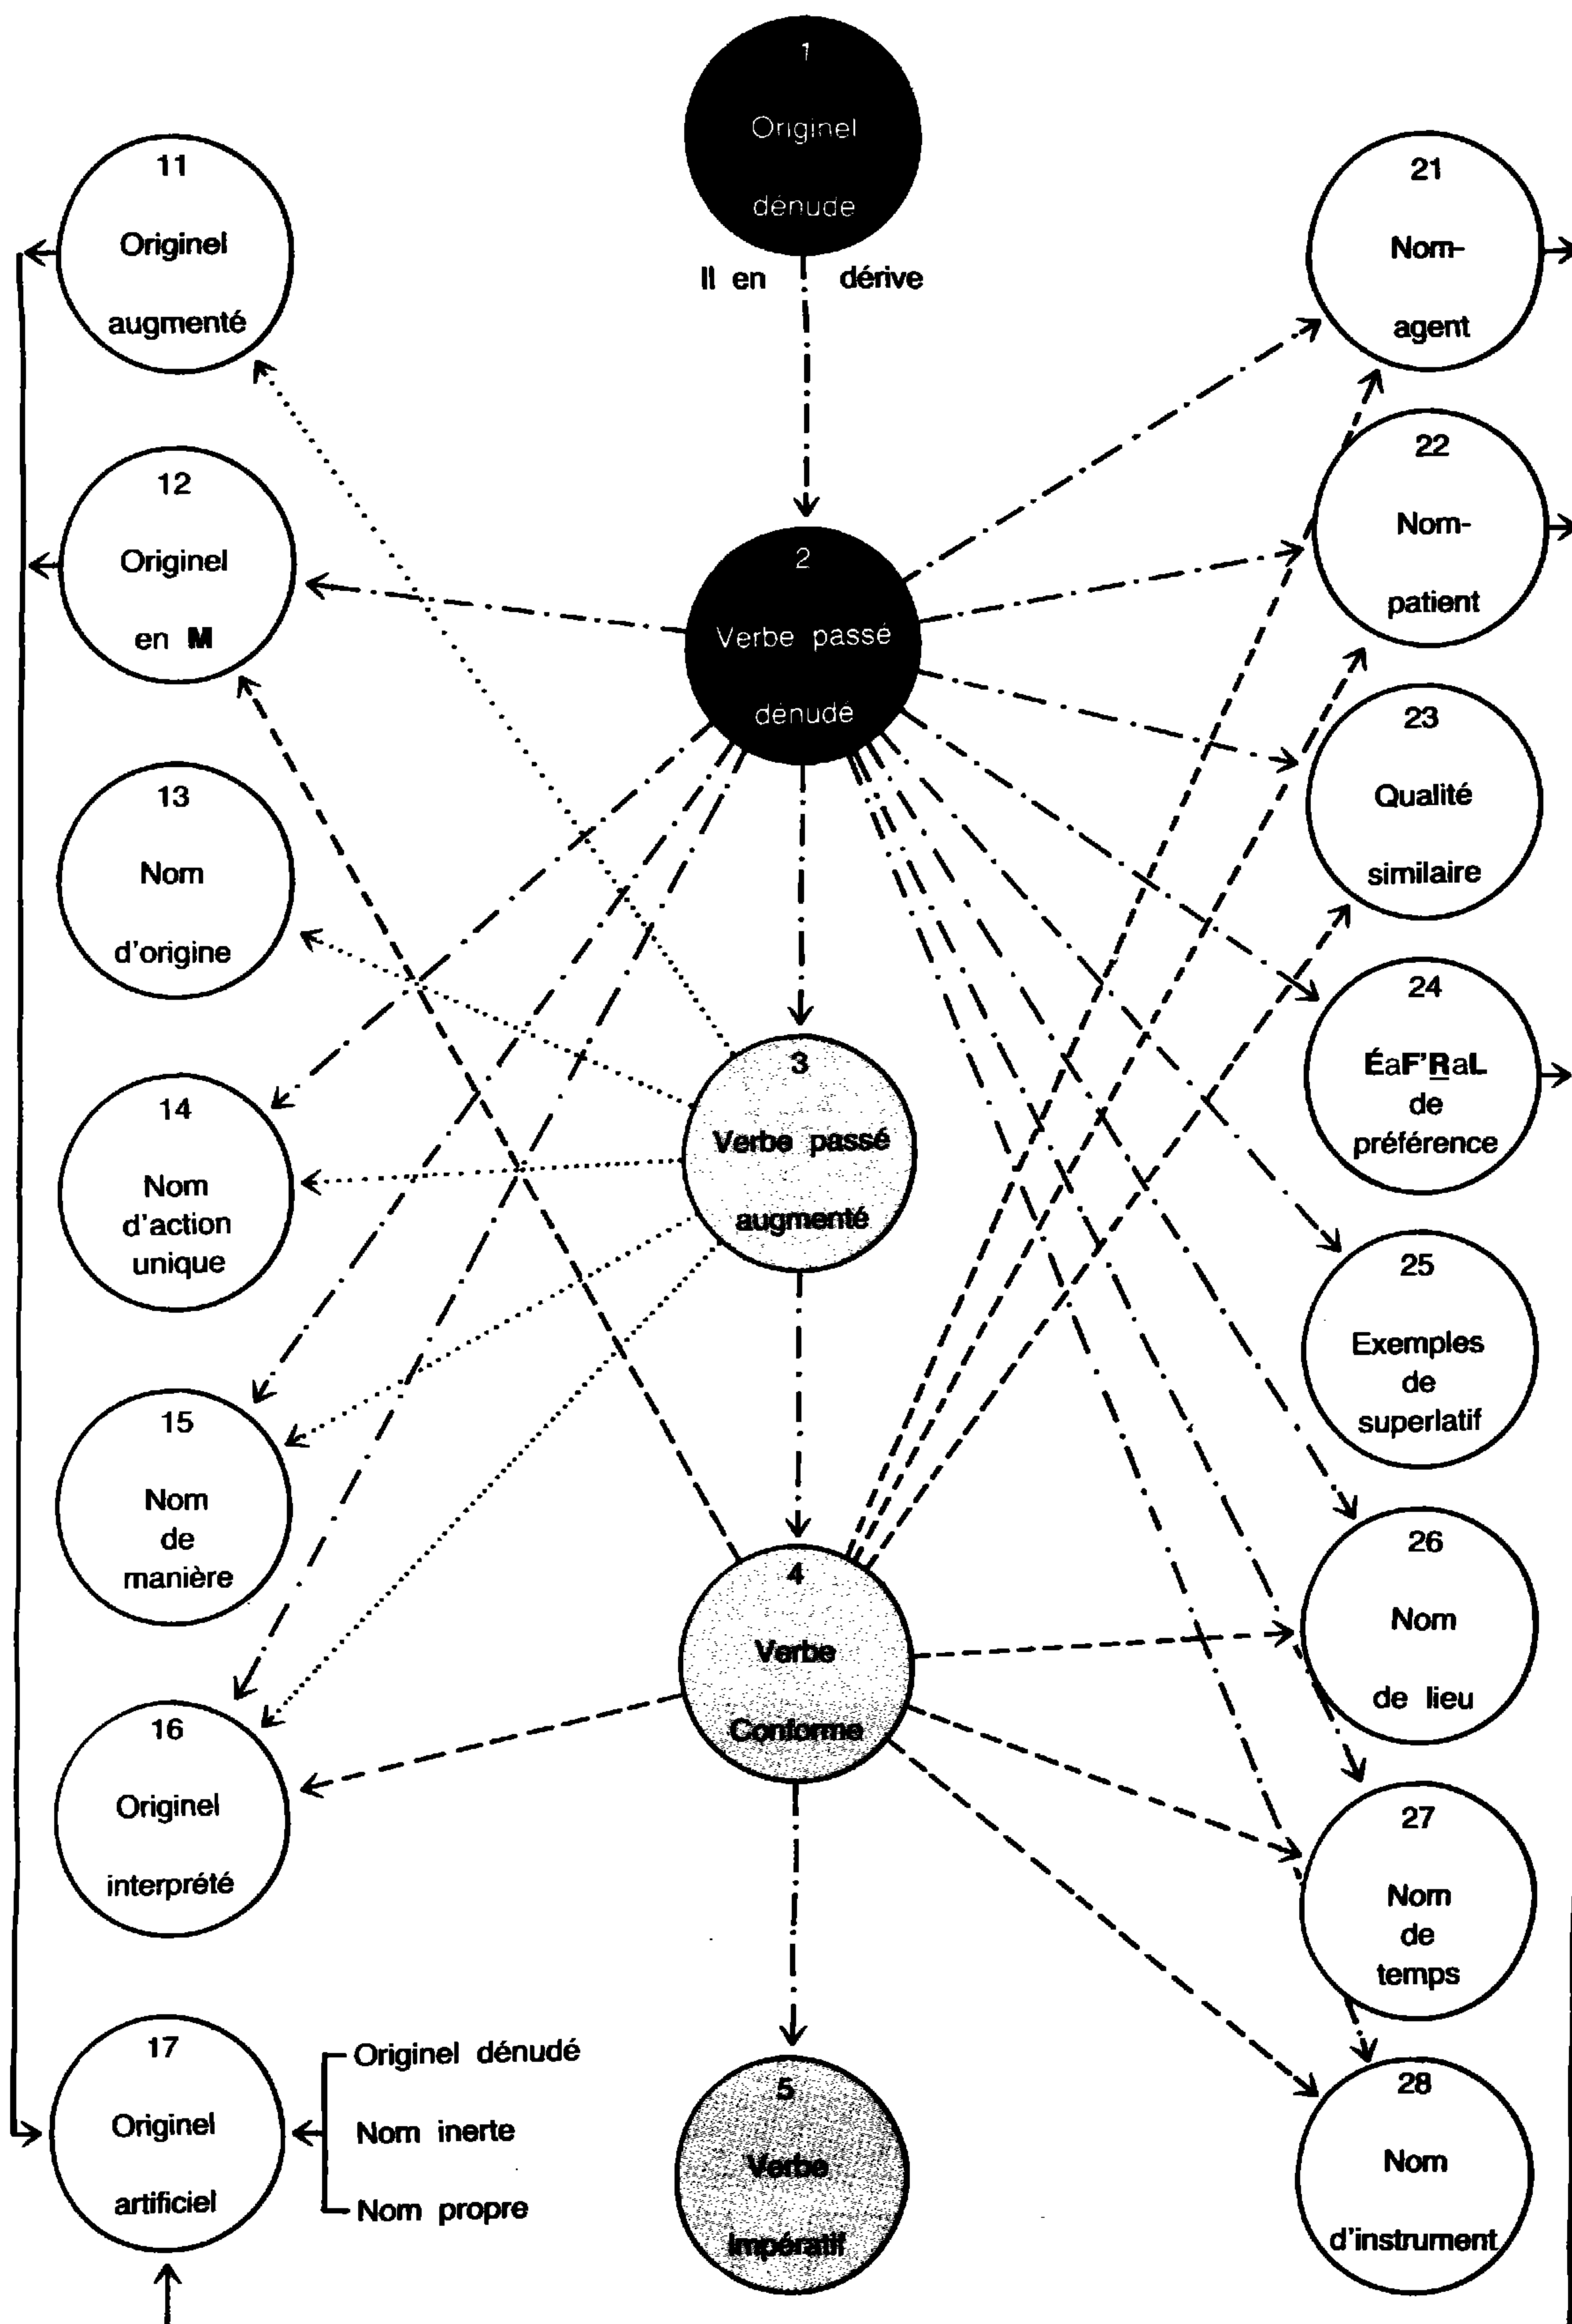 1
Originel
dénude
Il en dérive
11
Originel
augmenté
12
Originel
en M
13
Nom
d'origine
14
Nom
d'action
unique
15
Nom
de
manière
16
Originel
interprété
17
Originel
artificiel
Originel dénudé
Nom inerte
Nom propre
2
Verbe passé
dénudé
3
Verbe passé
augmenté
4
Verbe
Conforme
5
Verbe
Impératif
21
Nom-
agent
22
Nom-
patient
23
Qualité
similaire
24
ÉaF'RaL
de
préférence
25
Exemples
de
superlatif
26
Nom
de lieu
27
Nom
de
temps
28
Nom
d'instrument